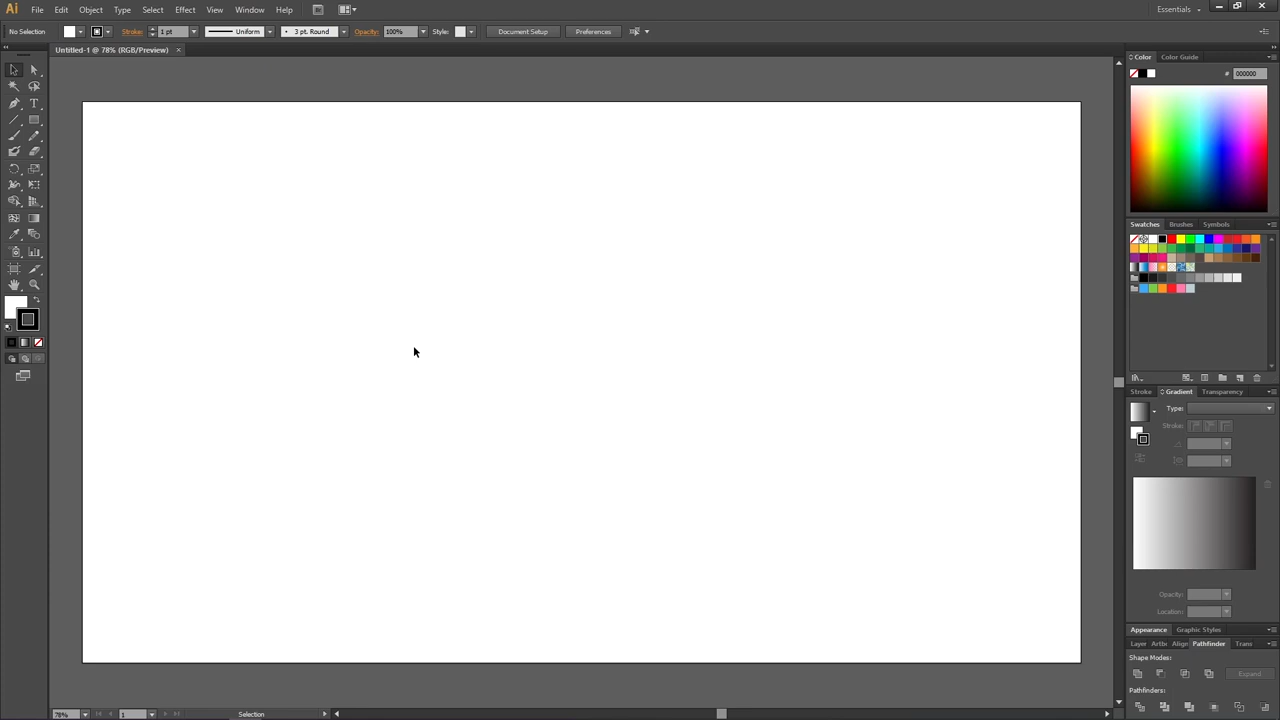 Ai File Edit Object Type Select Effect View Window Help Br Essentials
No Selection Stroke: 1 pt Uniform 3 pt. Round Opacity: 100% Style: Document Setup Preferences
Untitled-1 @ 78% (RGB/Preview)
Color Color Guide
# 000000
Swatches Brushes Symbols
Stroke Gradient Transparency
Type:
Stroke:
Opacity:
Location:
Appearance Graphic Styles
Layer Artb Align Pathfinder Trans
Shape Modes:
Expand
Pathfinders:
78% 1 Selection